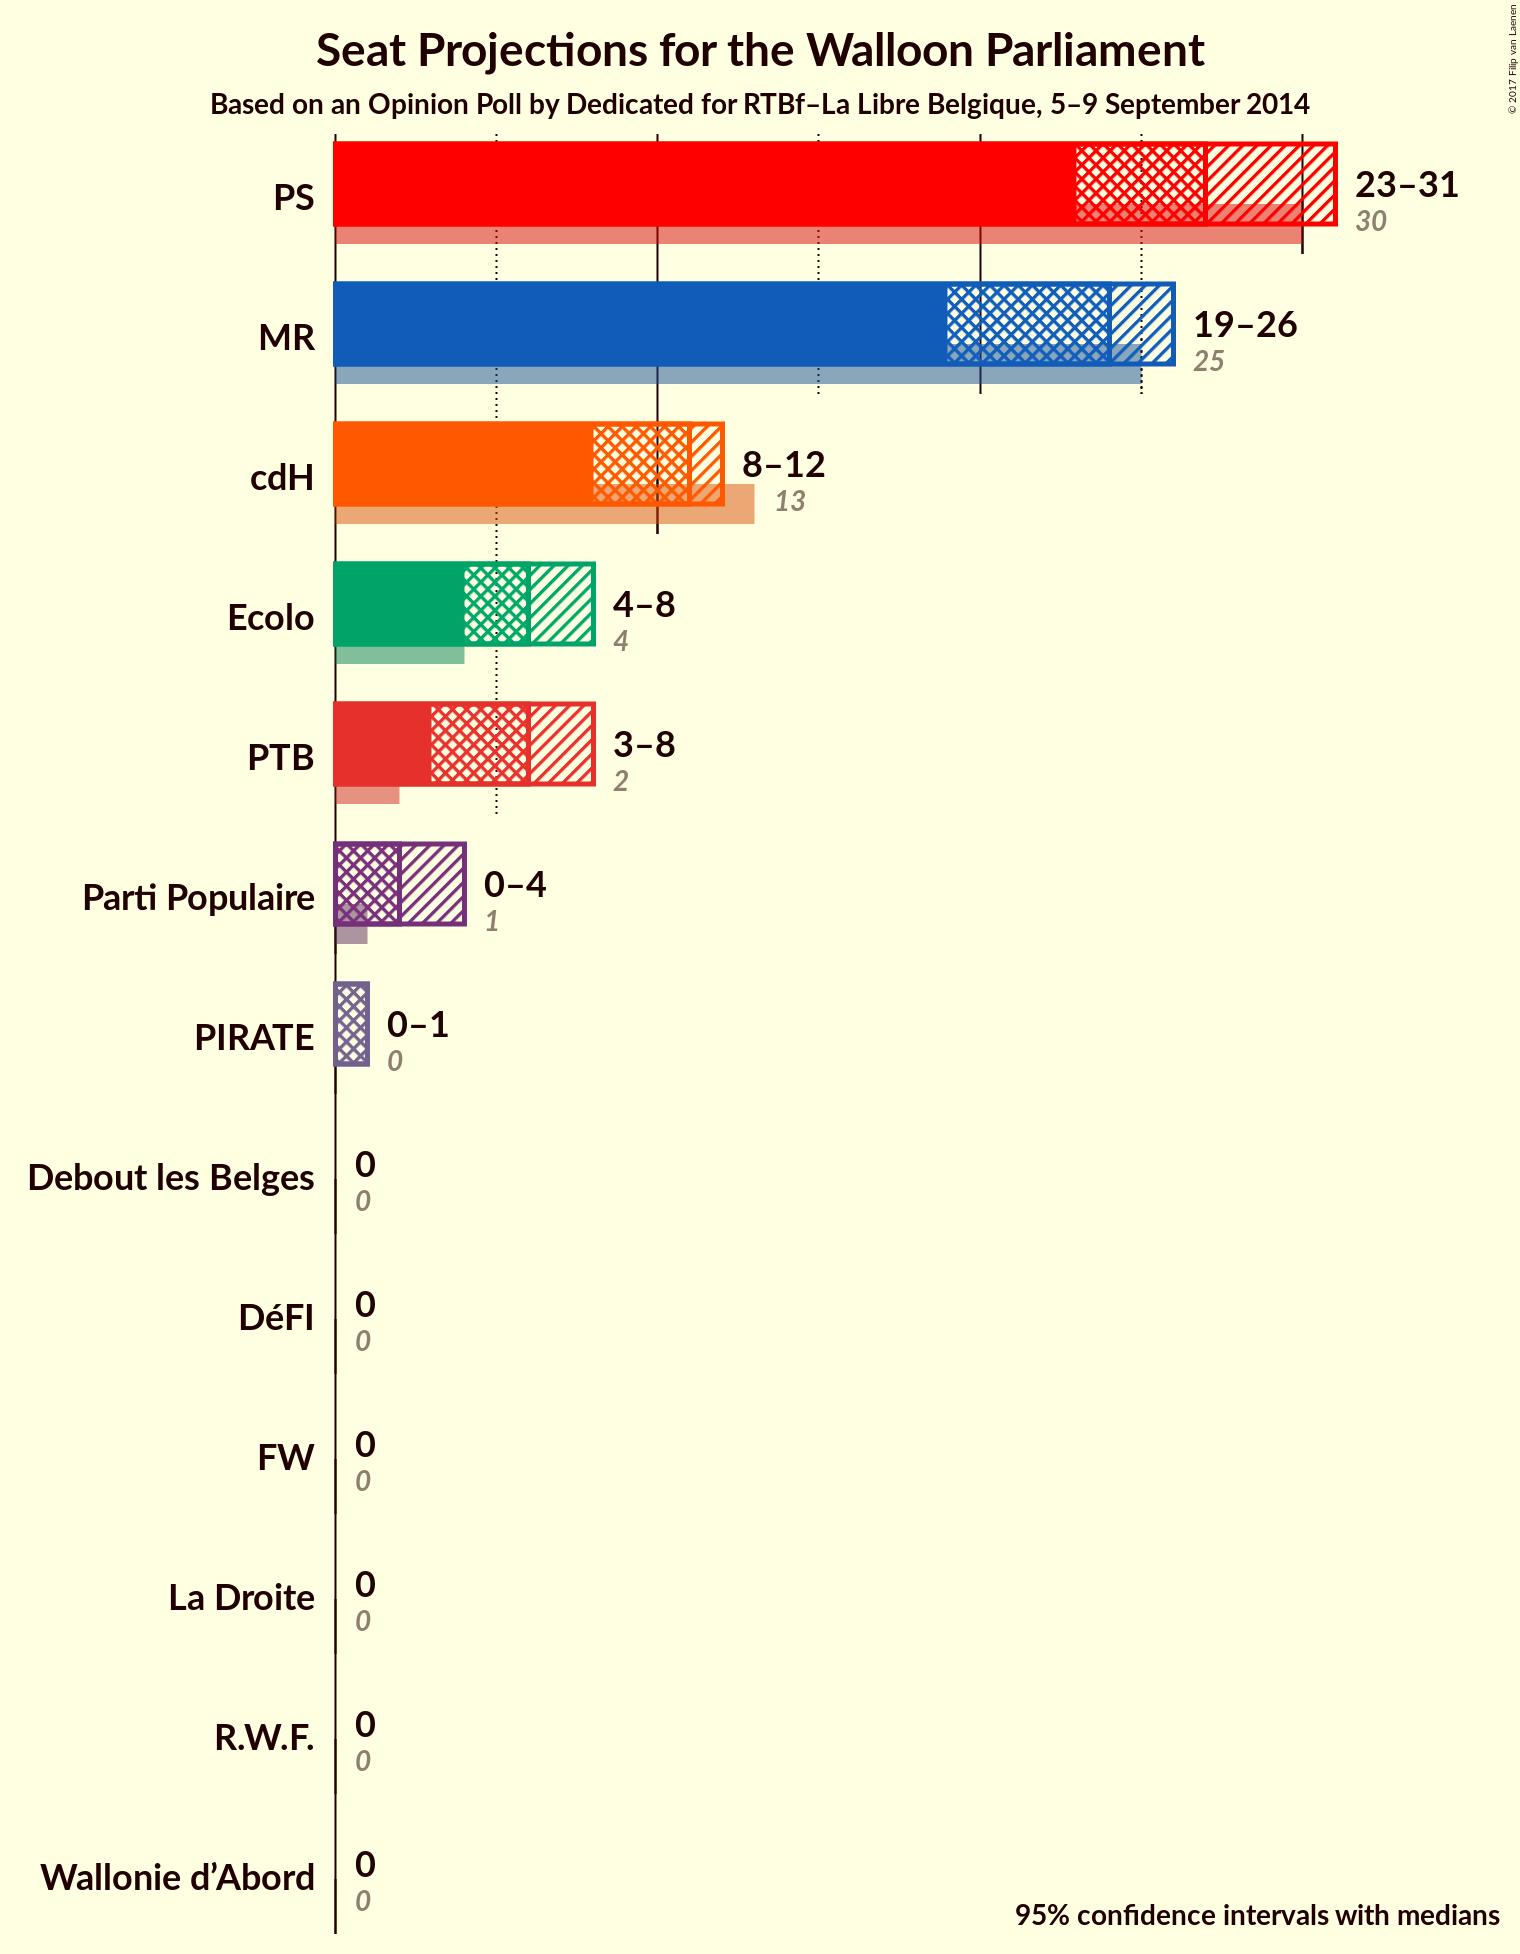 Seat Projections for the Walloon Parliament
Based on an Opinion Poll by Dedicated for RTBf–La Libre Belgique, 5–9 September 2014
© 2017 Filip van Laenen
PS
23–31
30
MR
19–26
25
cdH
8–12
13
Ecolo
4–8
4
PTB
3–8
2
Parti Populaire
0–4
1
PIRATE
0–1
0
Debout les Belges
0
0
DéFI
0
0
FW
0
0
La Droite
0
0
R.W.F.
0
0
Wallonie d’Abord
0
0
95% confidence intervals with medians